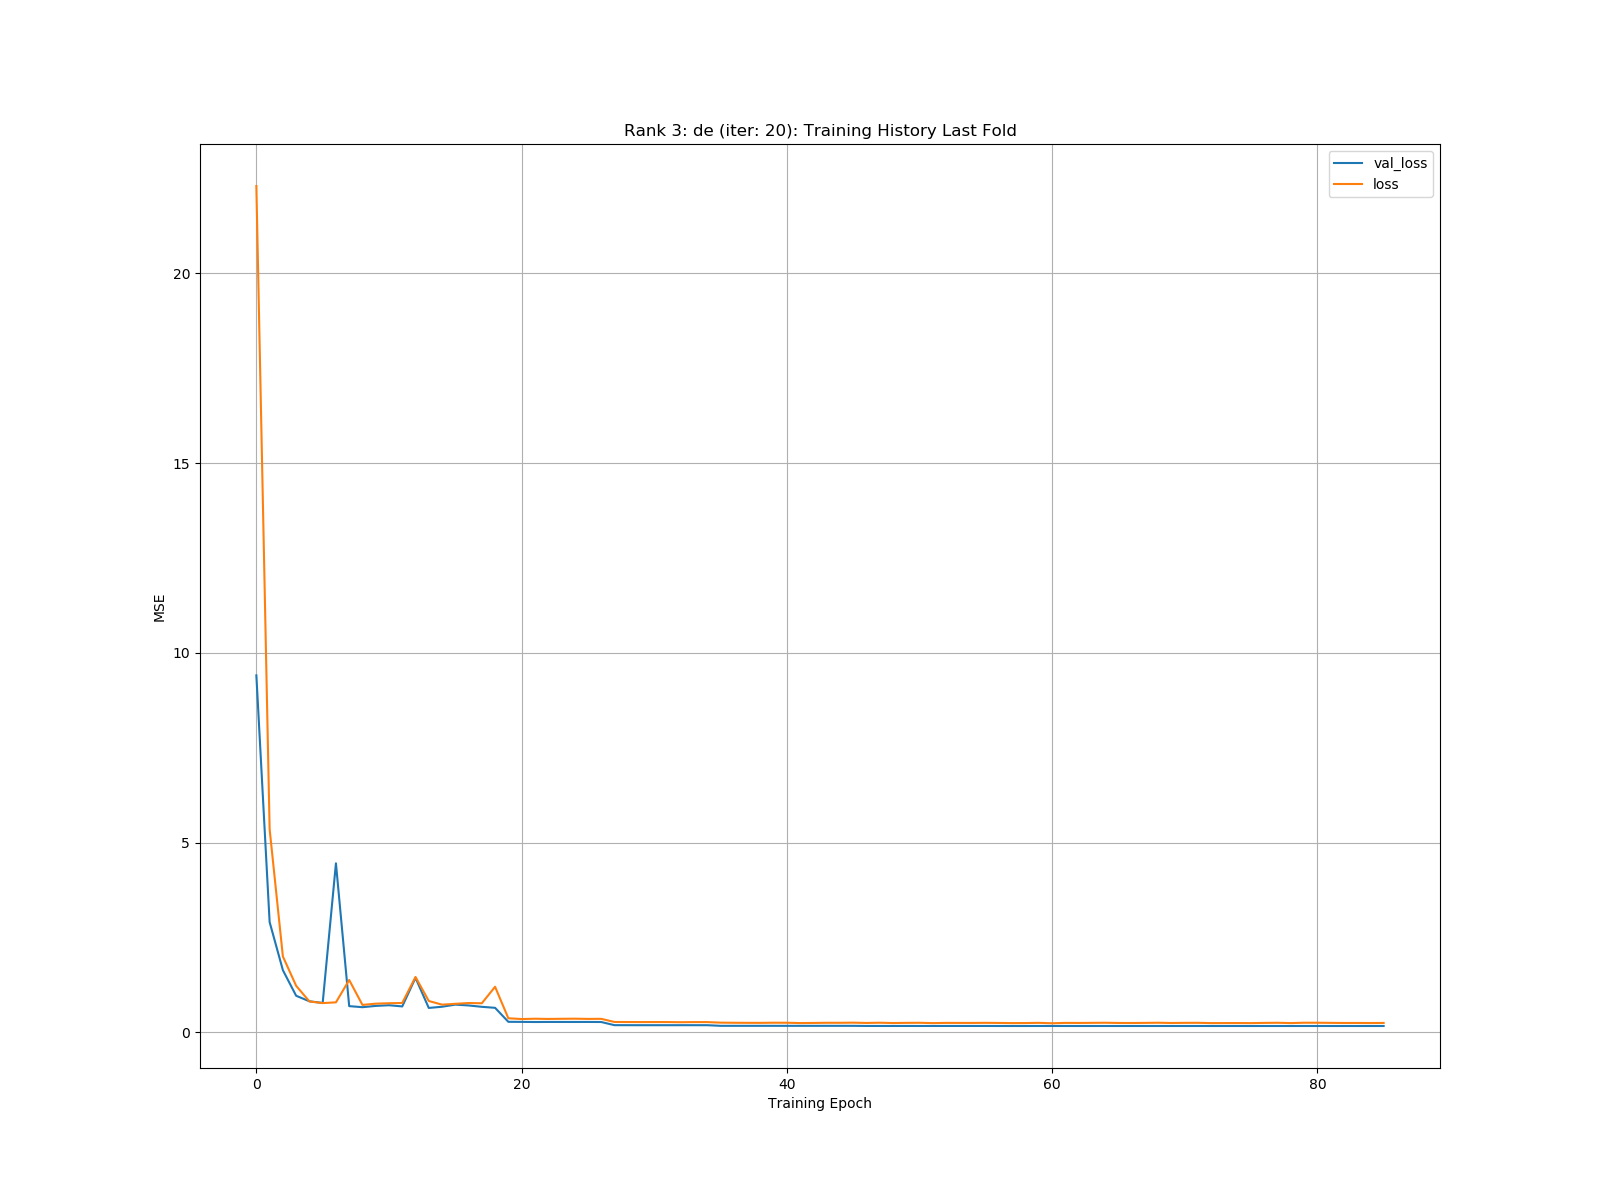 Rank 3: de (iter: 20): Training History Last Fold
val_loss
loss
20
15
10
5
0
MSE
0 20 40 60 80
Training Epoch